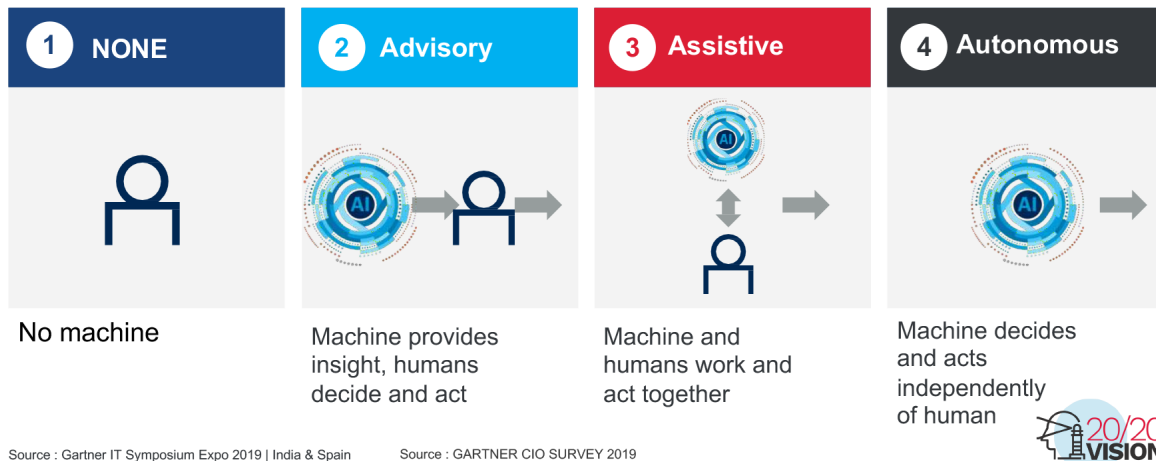 1 NONE
2 Advisory
3 Assistive
4 Autonomous
AI
AI
AI
No machine
Machine provides
insight, humans
decide and act
Machine and
humans work and
act together
Machine decides
and acts
independently
of human
20/20
VISION
Source : Gartner IT Symposium Expo 2019 | India & Spain
Source : GARTNER CIO SURVEY 2019